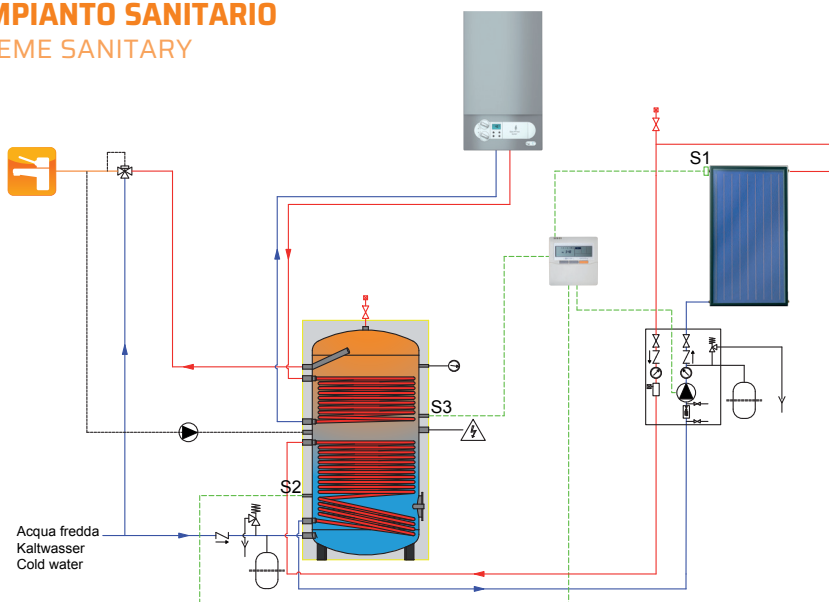 MPIANTO SANITARIO
EME SANITARY
S1
S3
S2
Acqua fredda
Kaltwasser
Cold water